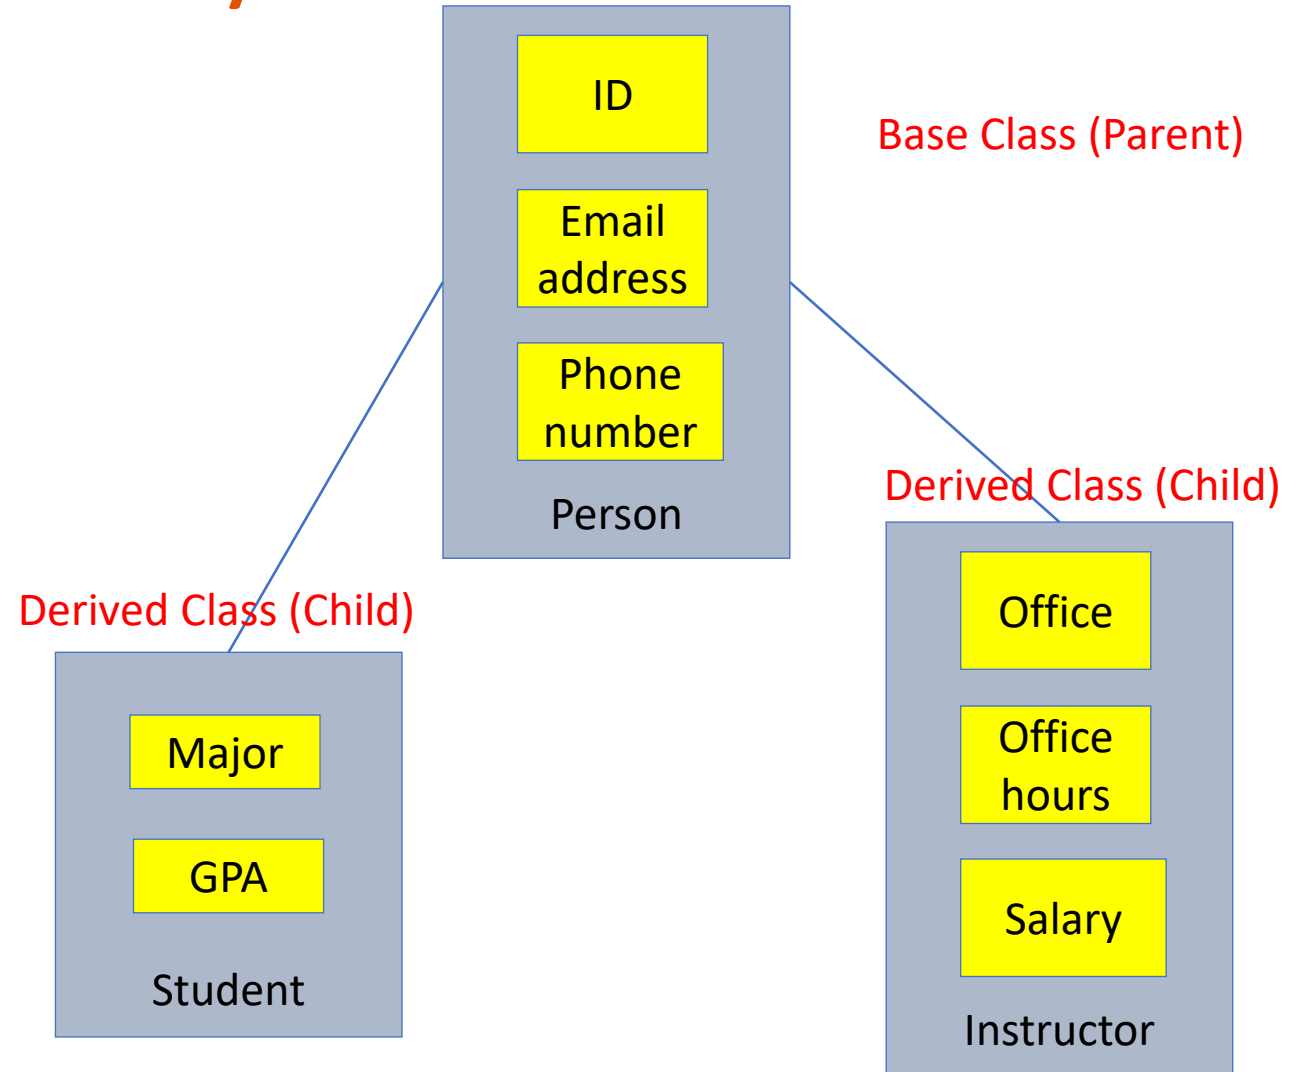 ID
Base Class (Parent)
Email
address
Phone
number
Person
Derived Class (Child)
Office
Office
hours
Salary
Instructor
Derived Class (Child)
Major
GPA
Student